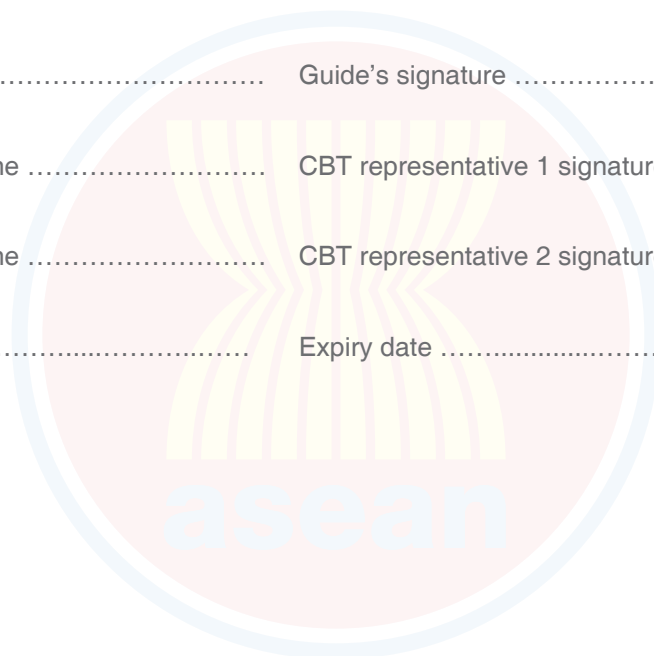 ………………………… Guide’s signature ………………
ne ……………………… CBT representative 1 signatur
ne ……………………… CBT representative 2 signatur
……….....………...…… Expiry date ……..............……
asean